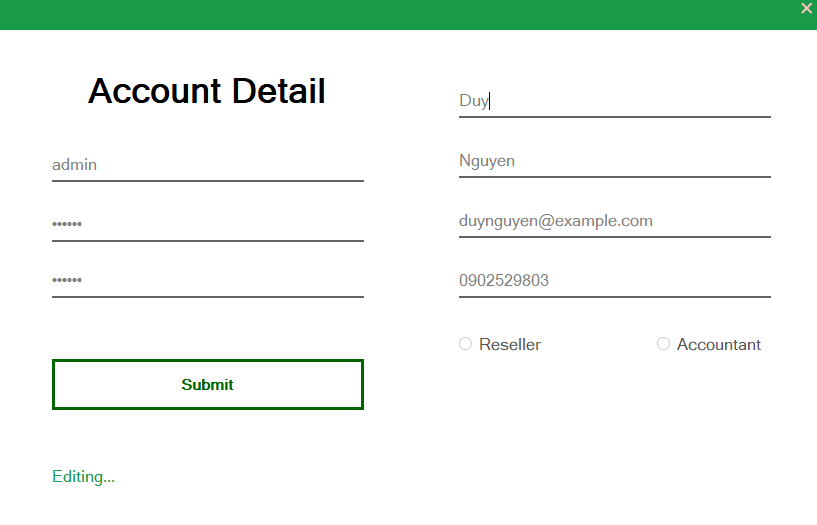 Account Detail
admin
••••••
••••••
Submit
Editing...
Duy
Nguyen
duynguyen@example.com
0902529803
Reseller
Accountant